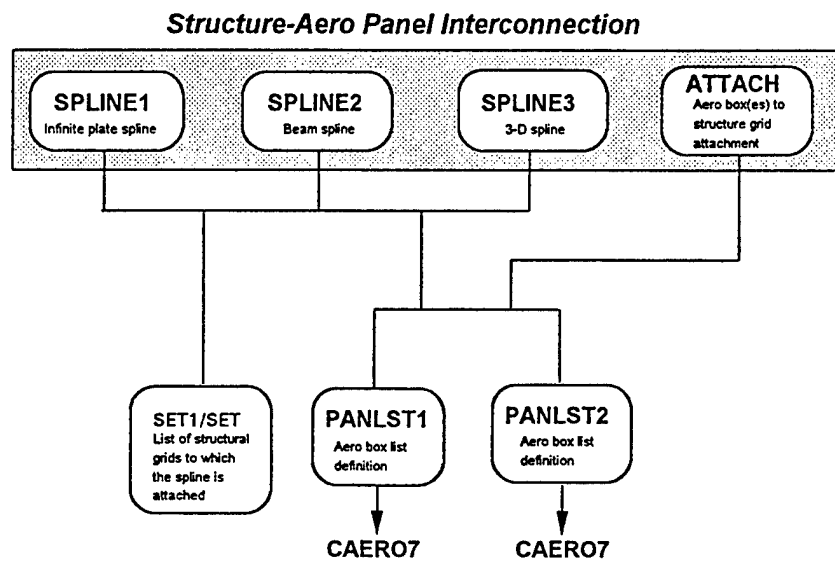 Structure-Aero Panel Interconnection
SPLINE1
Infinite plate spline
SPLINE2
Beam spline
SPLINE3
3-D spline
ATTACH
Aero box(es) to
structure grid
attachment
SET1/SET
List of structural
grids to which
the spline is
attached
PANLST1
Aero box list
definition
PANLST2
Aero box list
definition
CAERO7
CAERO7